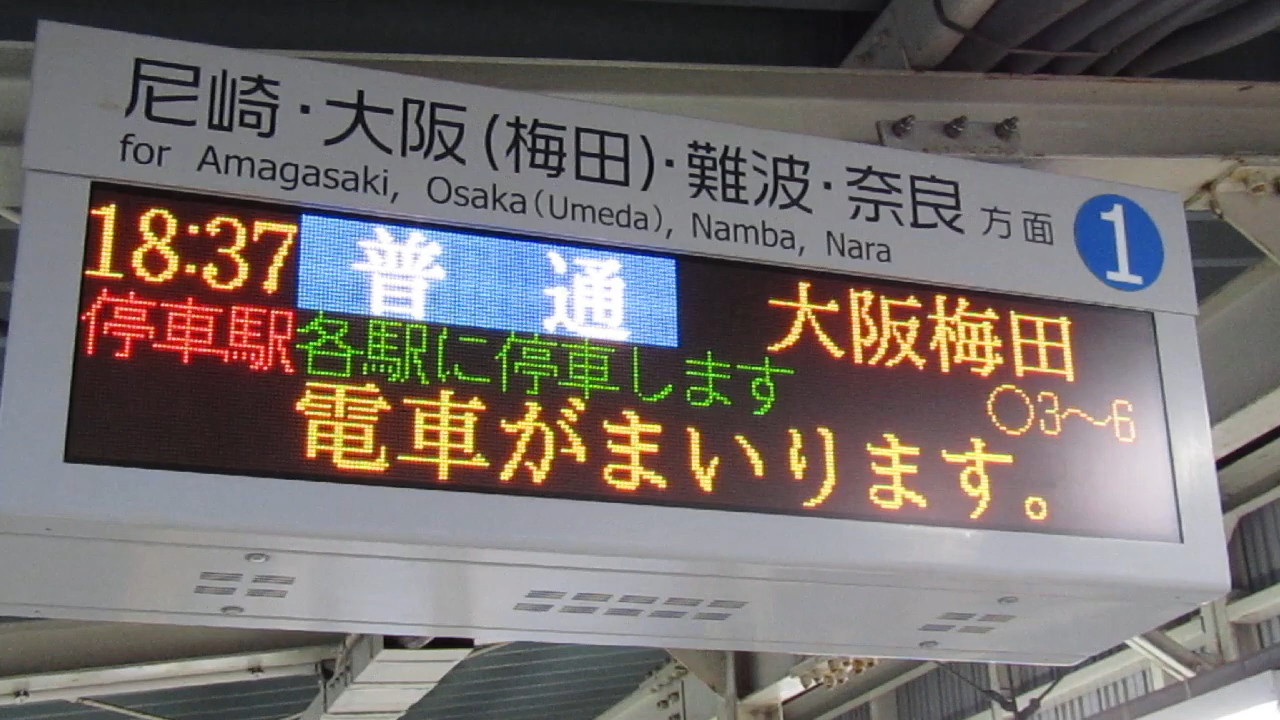 尼崎・大阪(梅田)・難波・奈良 方面 1
for Amagasaki, Osaka(Umeda), Namba, Nara
18:37 普通 大阪梅田
停車駅 各駅に停車します ○3～6
電車がまいります。